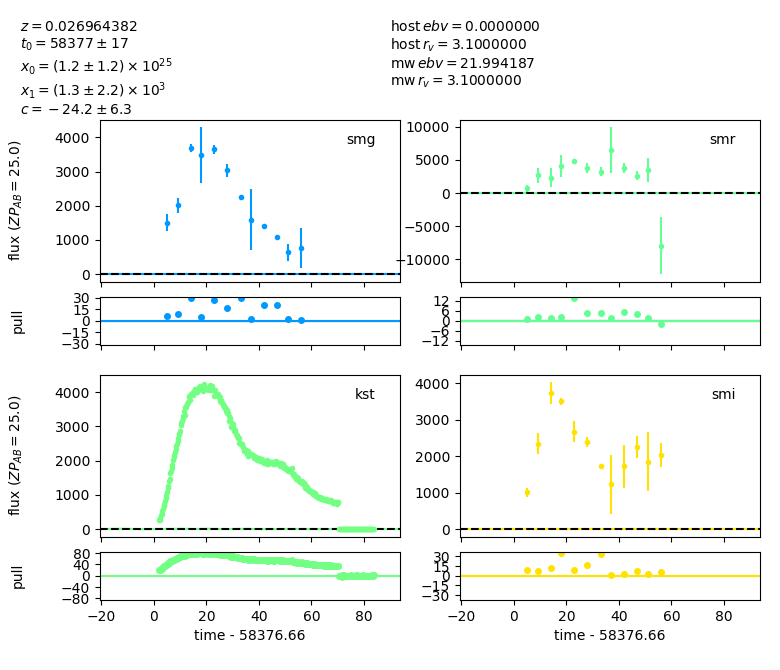 z = 0.026964382
t0 = 58377 ± 17
x0 = (1.2 ± 1.2) × 10^25
x1 = (1.3 ± 2.2) × 10^3
c = −24.2 ± 6.3
host ebv = 0.0000000
host r_v = 3.1000000
mw ebv = 21.994187
mw r_v = 3.1000000
smg
flux (ZP_AB = 25.0)
4000
3000
2000
1000
0
smr
10000
5000
0
−5000
−10000
pull
30
15
0
−15
−30
12
6
0
−6
−12
kst
flux (ZP_AB = 25.0)
4000
3000
2000
1000
0
smi
4000
3000
2000
1000
0
pull
80
40
0
−40
−80
−20 0 20 40 60 80
time - 58376.66
30
15
0
−15
−30
−20 0 20 40 60 80
time - 58376.66